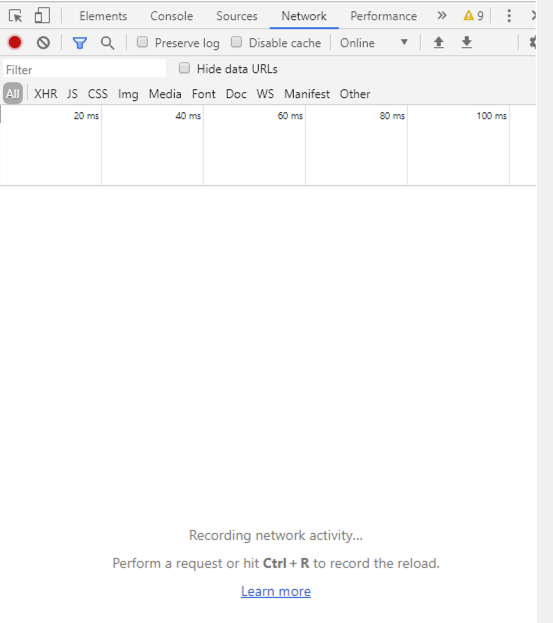 Elements Console Sources Network Performance » 9
Preserve log Disable cache Online
Filter Hide data URLs
All XHR JS CSS Img Media Font Doc WS Manifest Other
20 ms 40 ms 60 ms 80 ms 100 ms
Recording network activity...
Perform a request or hit Ctrl + R to record the reload.
Learn more